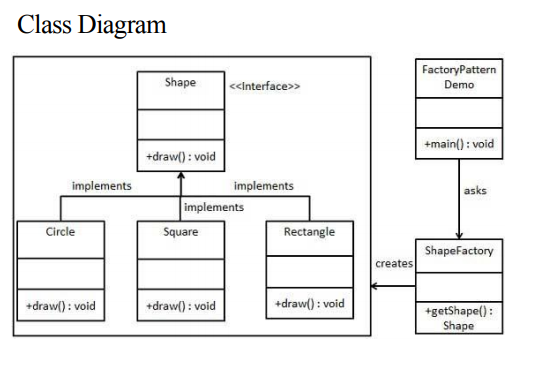 Class Diagram
Shape
<<Interface>>
+draw() : void
FactoryPattern
Demo
+main() : void
implements
implements
implements
asks
Circle
+draw() : void
Square
+draw() : void
Rectangle
+draw() : void
creates
ShapeFactory
+getShape() :
Shape